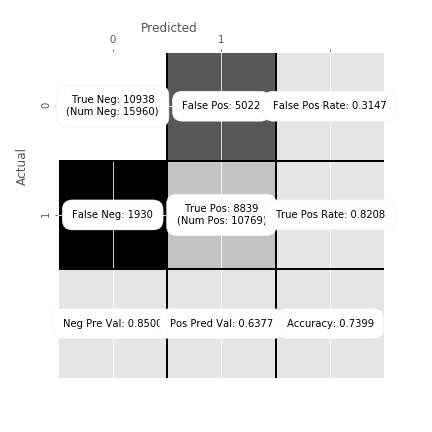 Predicted
0
1
Actual
0
True Neg: 10938
(Num Neg: 15960)
False Pos: 5022
False Pos Rate: 0.3147
1
False Neg: 1930
True Pos: 8839
(Num Pos: 10769)
True Pos Rate: 0.8208
Neg Pre Val: 0.8500
Pos Pred Val: 0.6377
Accuracy: 0.7399